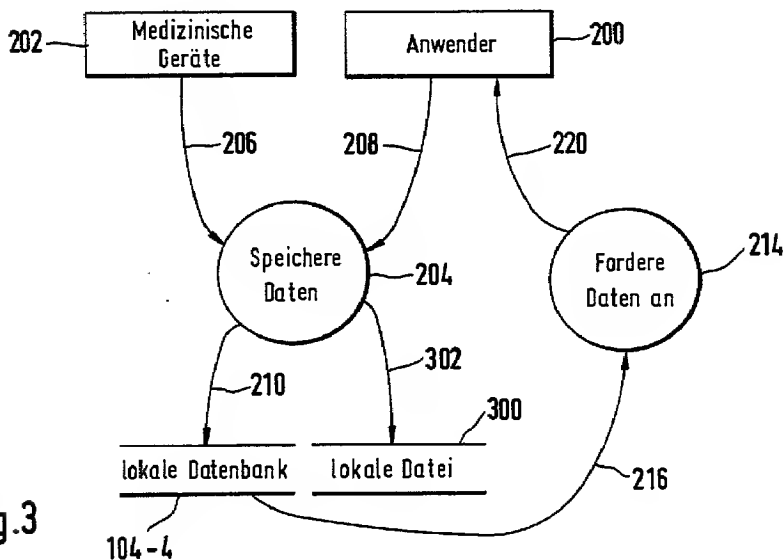 202
Medizinische
Geräte
Anwender
200
206
208
220
Speichere
Daten
204
Fordere
Daten an
214
210
302
300
lokale Datenbank
lokale Datei
216
104-4
g.3